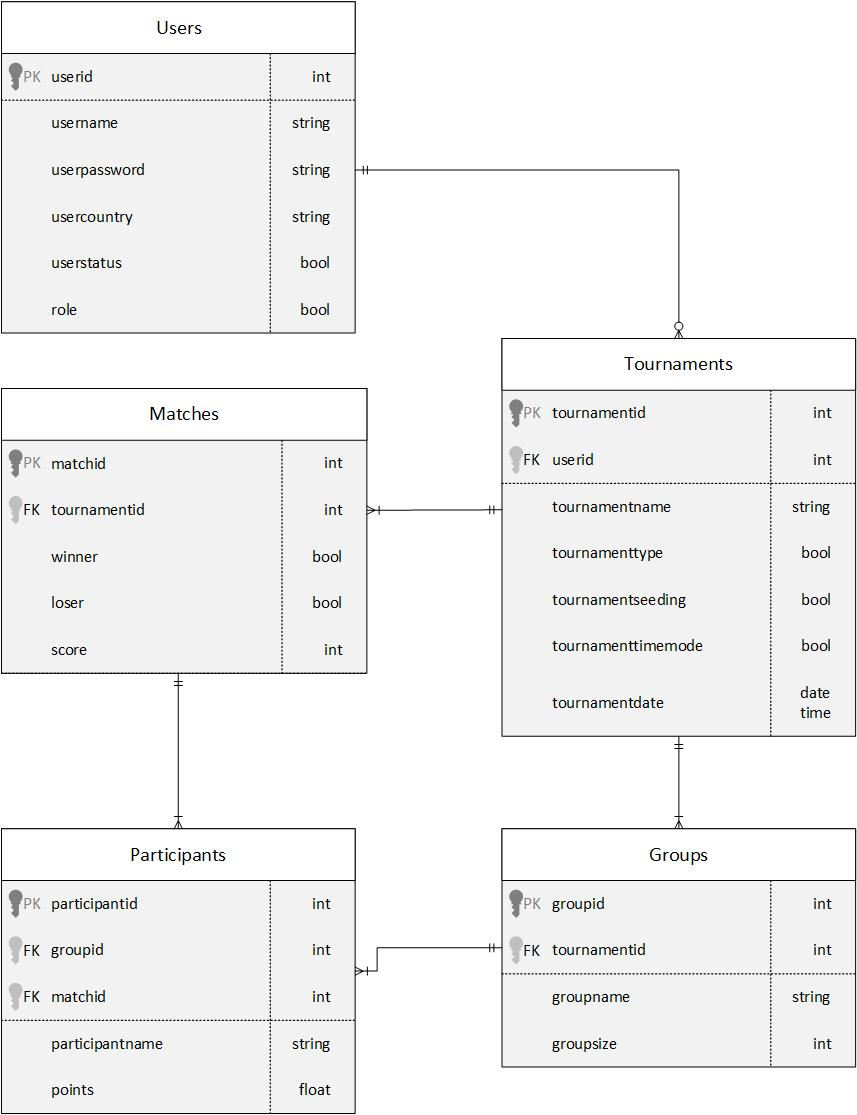 Users
PK userid int
username string
userpassword string
usercountry string
userstatus bool
role bool
Matches
PK matchid int
FK tournamentid int
winner bool
loser bool
score int
Tournaments
PK tournamentid int
FK userid int
tournamentname string
tournamenttype bool
tournamentseeding bool
tournamenttimemode bool
tournamentdate date
time
Participants
PK participantid int
FK groupid int
FK matchid int
participantname string
points float
Groups
PK groupid int
FK tournamentid int
groupname string
groupsize int